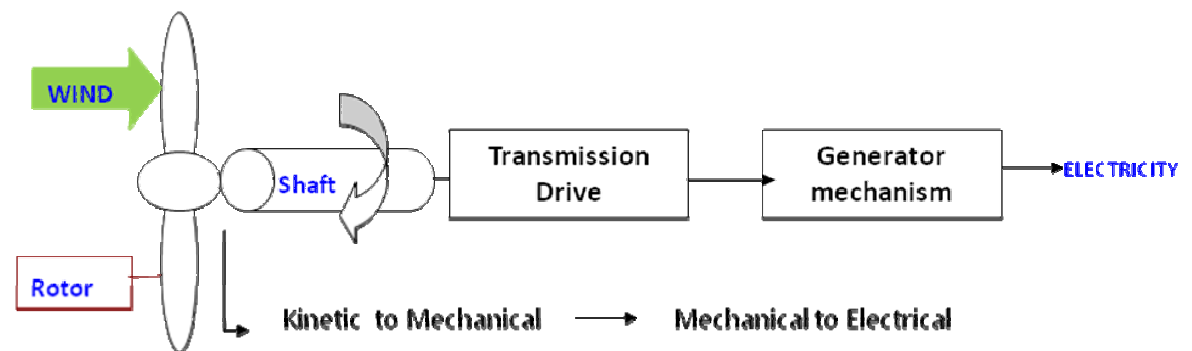 WIND
Shaft
Transmission
Drive
Generator
mechanism
ELECTRICITY
Rotor
Kinetic to Mechanical
Mechanical to Electrical